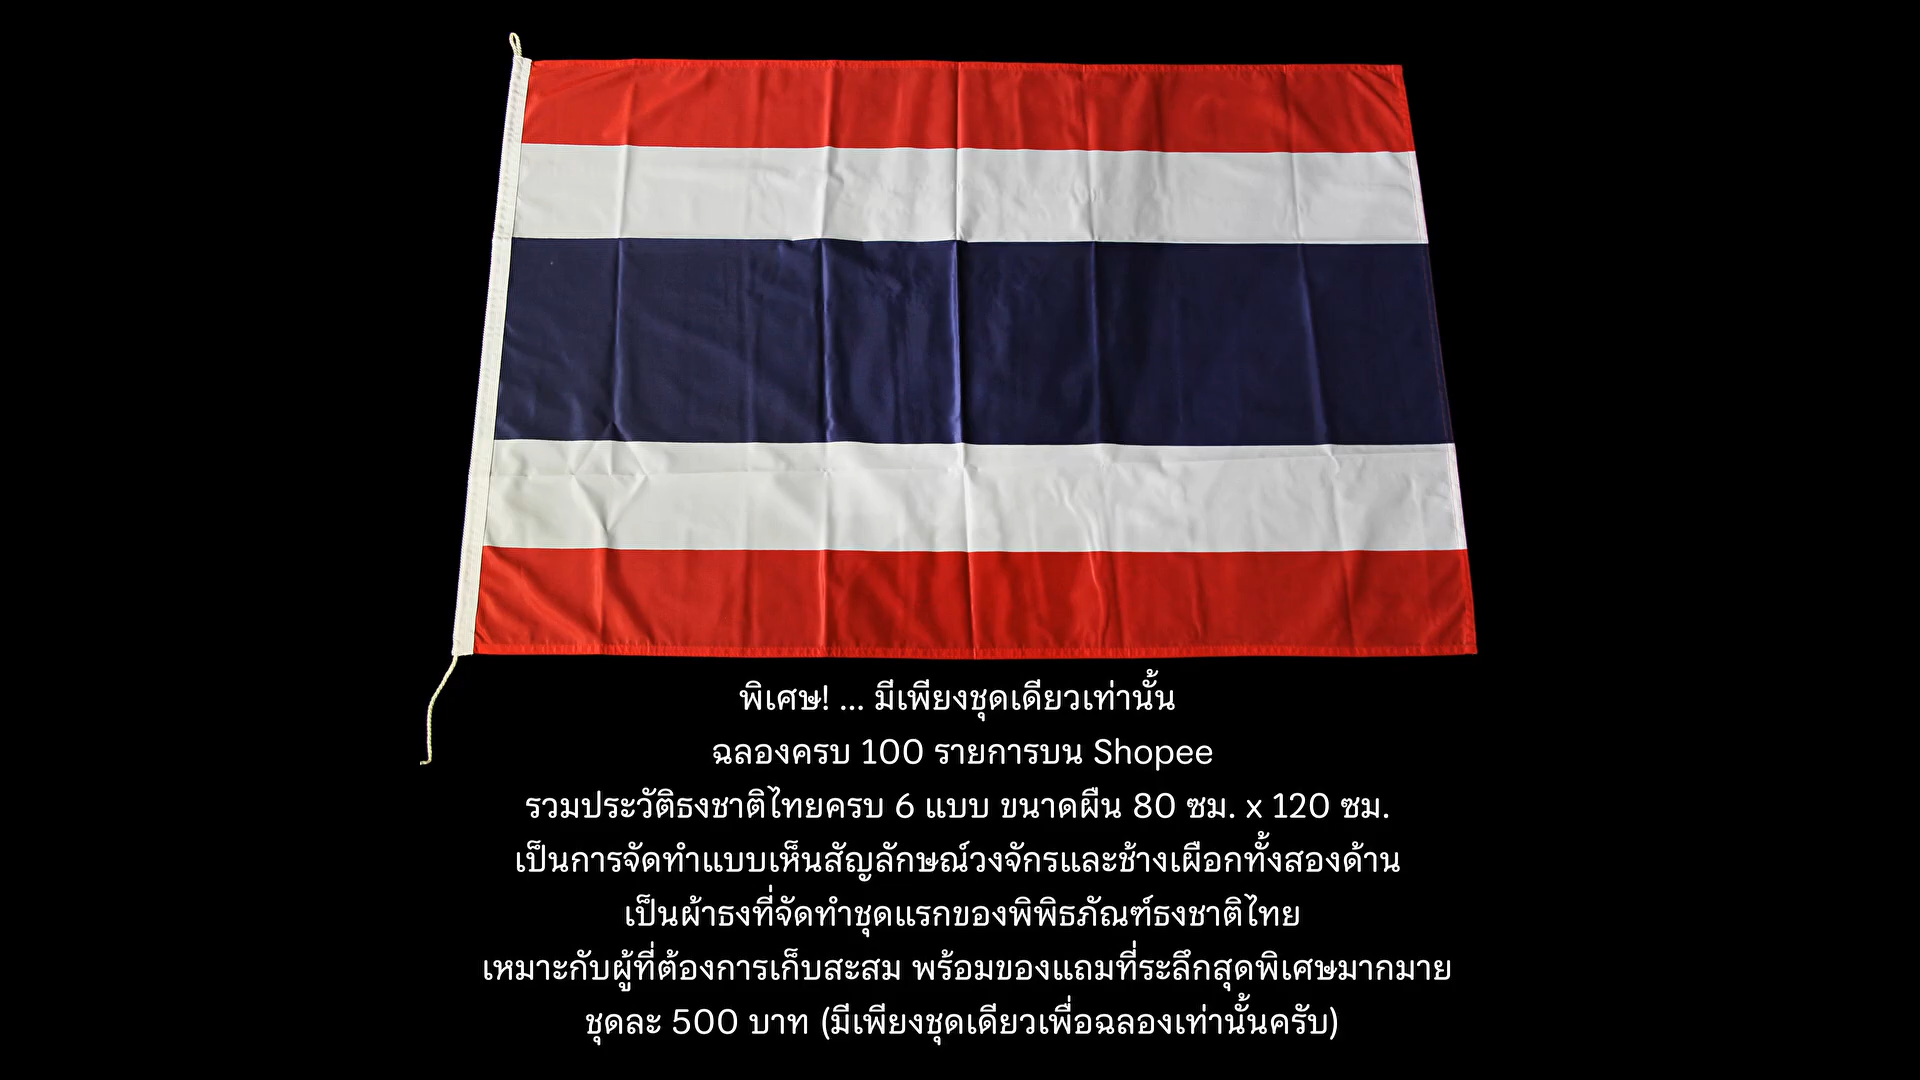 พิเศษ! ... มีเพียงชุดเดียวเท่านั้น
ฉลองครบ 100 รายการบน Shopee
รวมประวัติธงชาติไทยครบ 6 แบบ ขนาดผืน 80 ซม. x 120 ซม.
เป็นการจัดทำแบบเห็นสัญลักษณ์วงจักรและช้างเผือกทั้งสองด้าน
เป็นผ้าธงที่จัดทำชุดแรกของพิพิธภัณฑ์ธงชาติไทย
เหมาะกับผู้ที่ต้องการเก็บสะสม พร้อมของแถมที่ระลึกสุดพิเศษมากมาย
ชุดละ 500 บาท (มีเพียงชุดเดียวเพื่อฉลองเท่านั้นครับ)